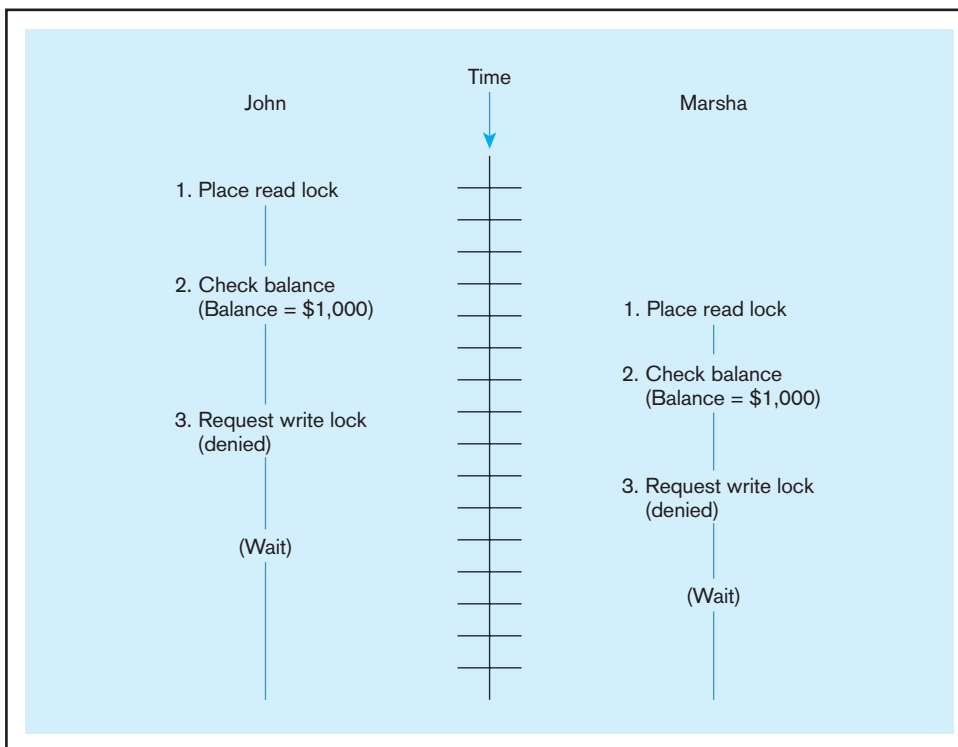 Time
John
Marsha
1. Place read lock
2. Check balance
(Balance = $1,000)
3. Request write lock
(denied)
(Wait)
1. Place read lock
2. Check balance
(Balance = $1,000)
3. Request write lock
(denied)
(Wait)